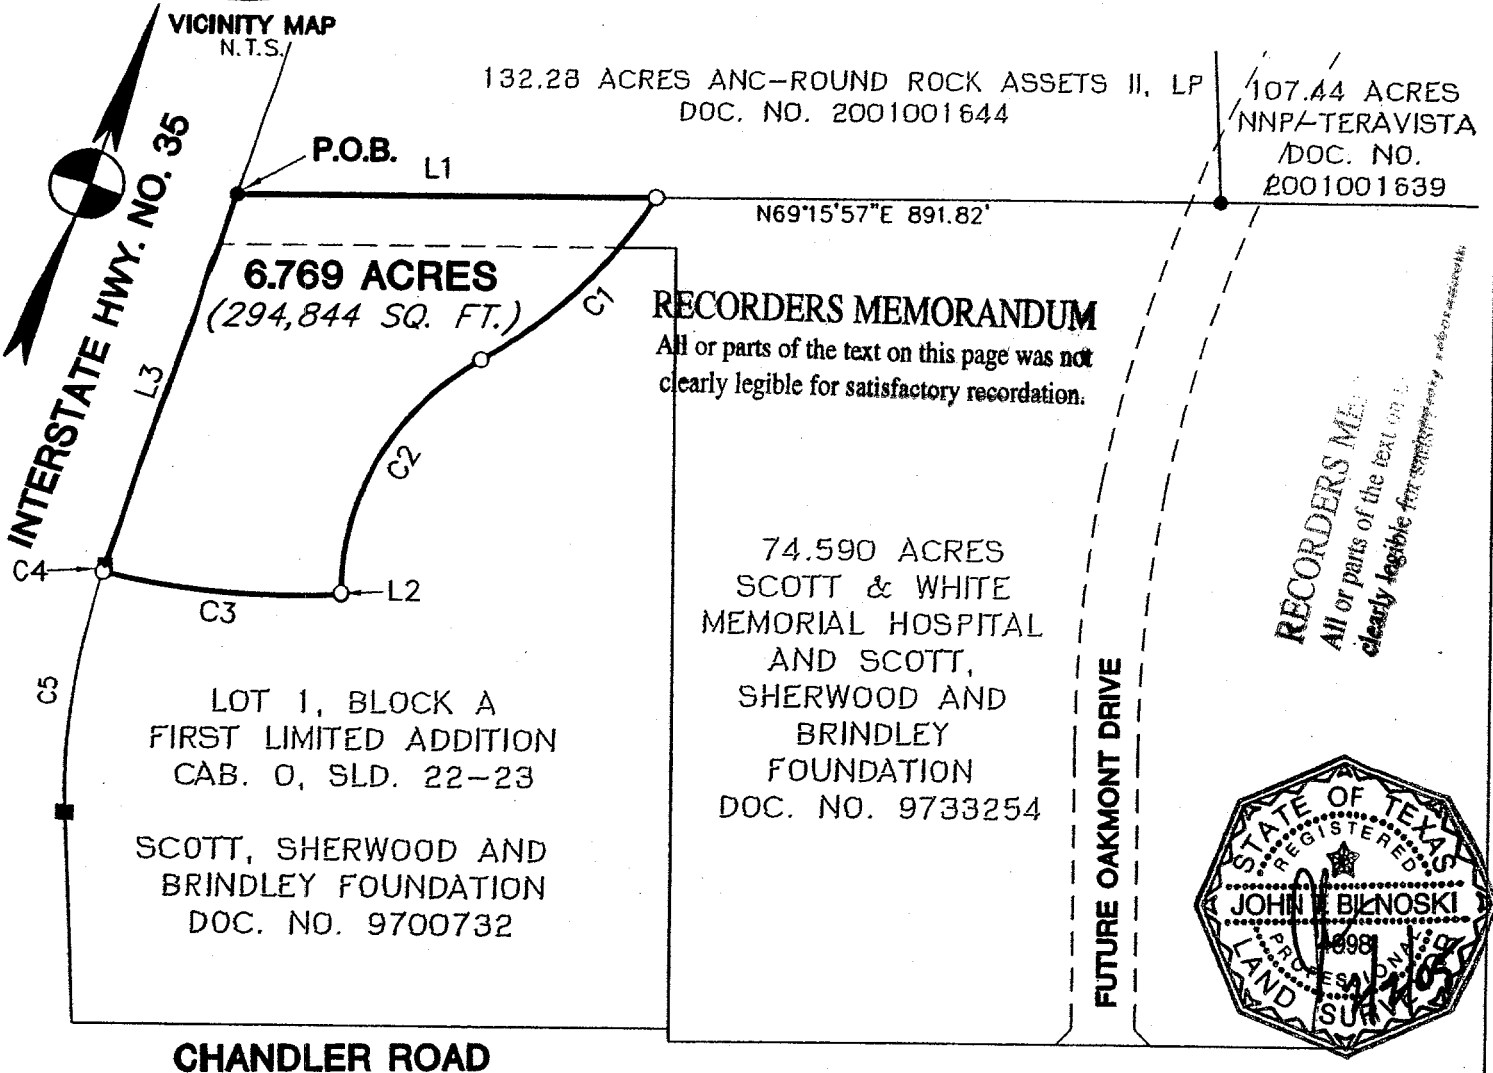 VICINITY MAP
N.T.S.
132.28 ACRES ANC-ROUND ROCK ASSETS II, LP
DOC. NO. 2001001644
107.44 ACRES
NNP-TERAVISTA
DOC. NO.
2001001639
P.O.B.
L1
N69°15'57"E 891.82'
INTERSTATE HWY. NO. 35
6.769 ACRES
(294,844 SQ. FT.)
C1
RECORDERS MEMORANDUM
All or parts of the text on this page was not
clearly legible for satisfactory recordation.
L3
C2
RECORDERS ME
All or parts of the text on
clearly legible for
C4
C3
L2
74.590 ACRES
SCOTT & WHITE
MEMORIAL HOSPITAL
AND SCOTT,
SHERWOOD AND
BRINDLEY
FOUNDATION
DOC. NO. 9733254
C5
LOT 1, BLOCK A
FIRST LIMITED ADDITION
CAB. O, SLD. 22-23
SCOTT, SHERWOOD AND
BRINDLEY FOUNDATION
DOC. NO. 9700732
FUTURE OAKMONT DRIVE
STATE OF TEXAS
REGISTERED
JOHN BILNOSKI
4998
PROFESSIONAL
LAND
CHANDLER ROAD